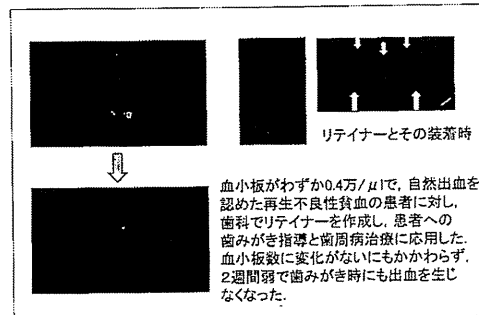 リテイナーとその装着時
血小板がわずか0.4万/μlで，自然出血を
認めた再生不良性貧血の患者に対し，
歯科でリテイナーを作成し，患者への
歯みがき指導と歯周病治療に応用した．
血小板数に変化がないにもかかわらず，
2週間弱で歯みがき時にも出血を生じ
なくなった．